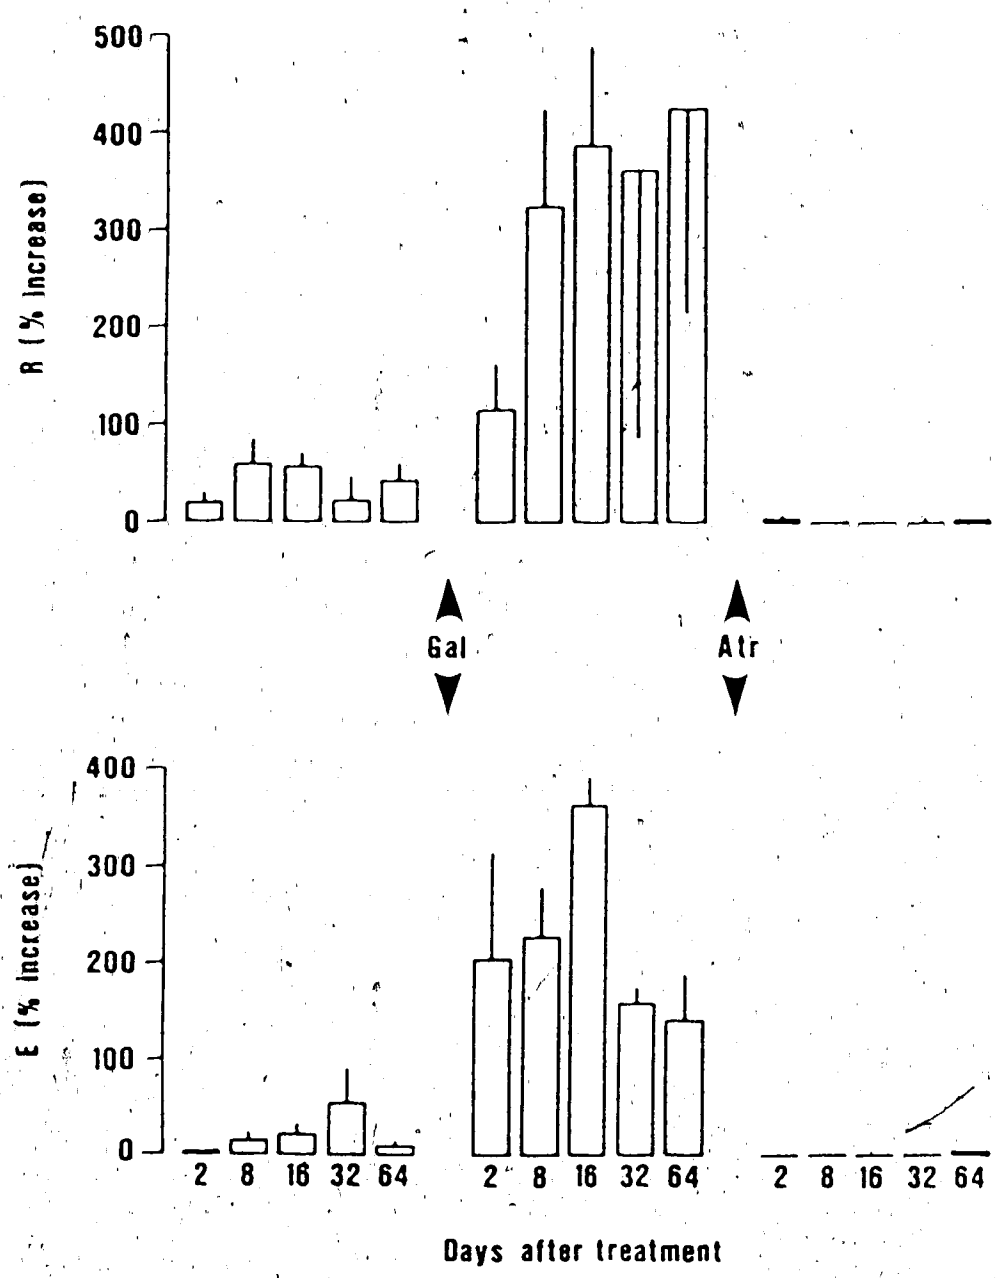 500
400
300
200
100
0
R (% increase)
Gal
Atr
400
300
200
100
0
E (% increase)
2 8 16 32 64 2 8 16 32 64 2 8 16 32 64
Days after treatment